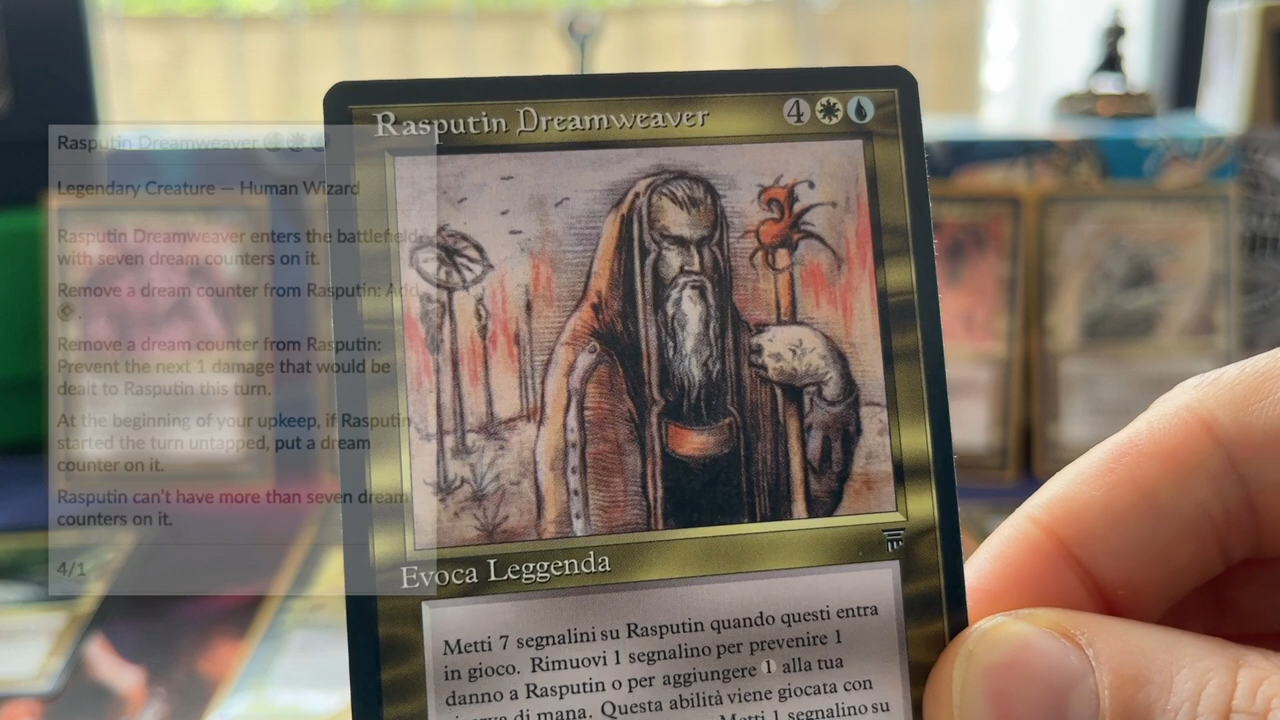 Rasputin Dreamweaver 4
Rasputin Dreamweaver
Legendary Creature — Human Wizard
Rasputin Dreamweaver enters the battlefield
with seven dream counters on it.
Remove a dream counter from Rasputin: Add
.
Remove a dream counter from Rasputin:
Prevent the next 1 damage that would be
dealt to Rasputin this turn.
At the beginning of your upkeep, if Rasputin
started the turn untapped, put a dream
counter on it.
Rasputin can't have more than seven dream
counters on it.
4/1
Evoca Leggenda
Metti 7 segnalini su Rasputin quando questi entra
in gioco. Rimuovi 1 segnalino per prevenire 1
danno a Rasputin o per aggiungere 1 alla tua
di mana. Questa abilità viene giocata con
Metti 1 segnalino su